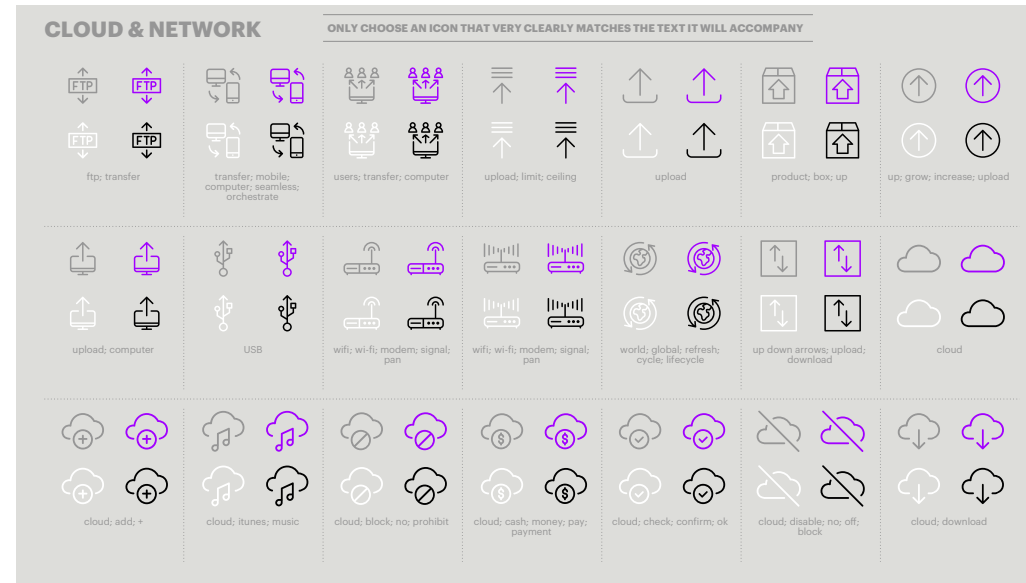 CLOUD & NETWORK
ONLY CHOOSE AN ICON THAT VERY CLEARLY MATCHES THE TEXT IT WILL ACCOMPANY
FTP FTP
FTP FTP
ftp; transfer
transfer; mobile;
computer; seamless;
orchestrate
users; transfer; computer
upload; limit; ceiling
upload
product; box; up
up; grow; increase; upload
upload; computer
USB
wifi; wi-fi; modem; signal;
pan
wifi; wi-fi; modem; signal;
pan
world; global; refresh;
cycle; lifecycle
up down arrows; upload;
download
cloud
$ $
$ $
cloud; add; +
cloud; itunes; music
cloud; block; no; prohibit
cloud; cash; money; pay;
payment
cloud; check; confirm; ok
cloud; disable; no; off;
block
cloud; download